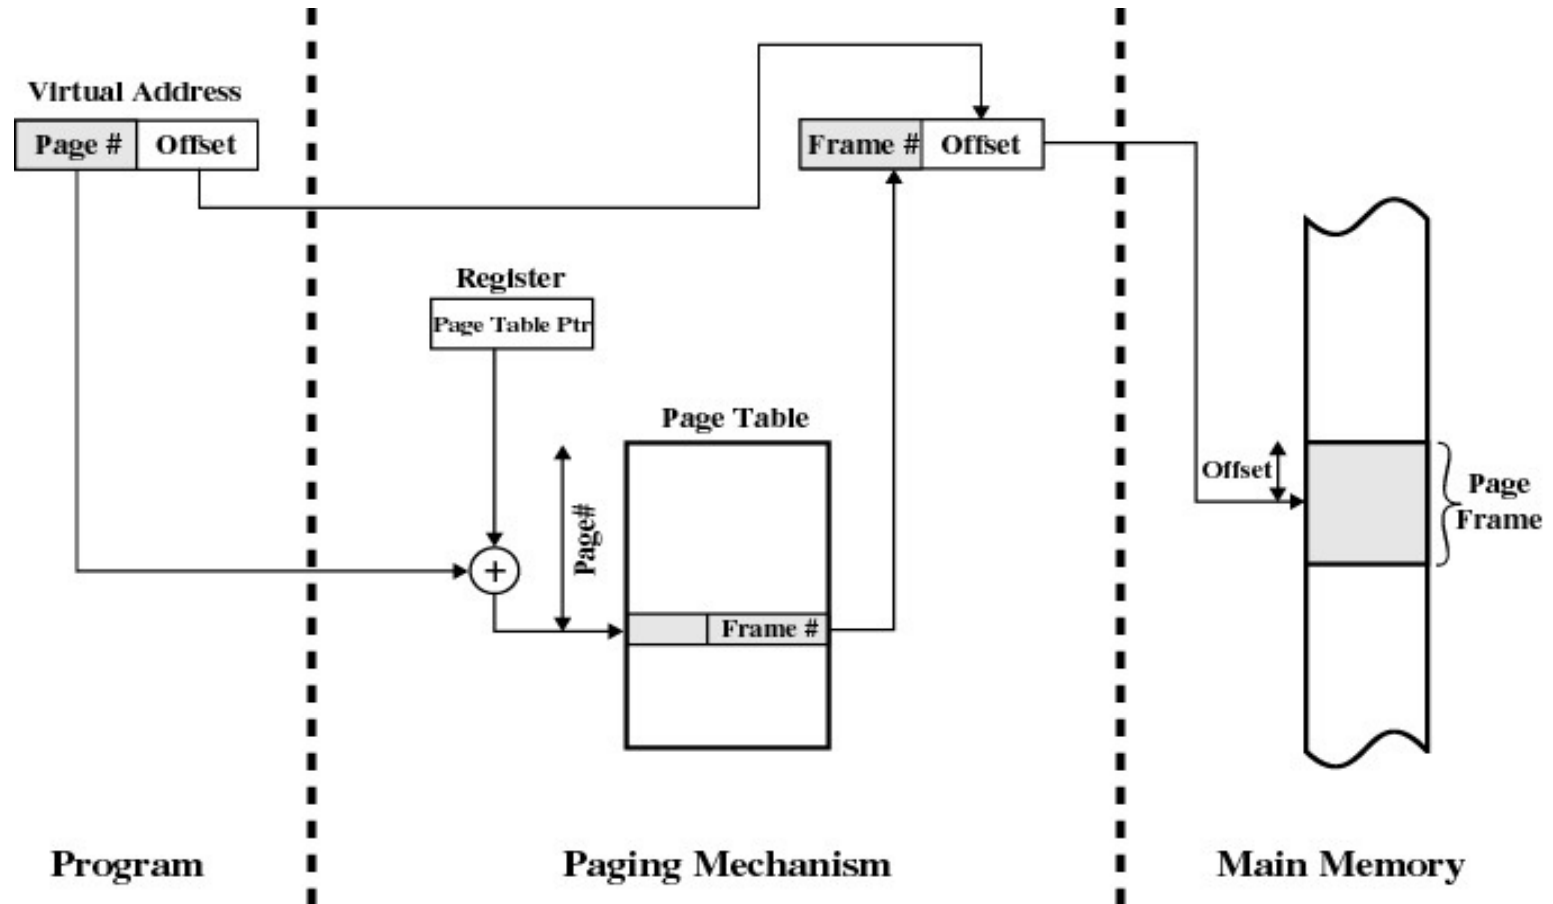 Virtual Address
Page # Offset
Frame # Offset
Register
Page Table Ptr
Page Table
Page#
+
Frame #
Offset
Page
Frame
Program
Paging Mechanism
Main Memory